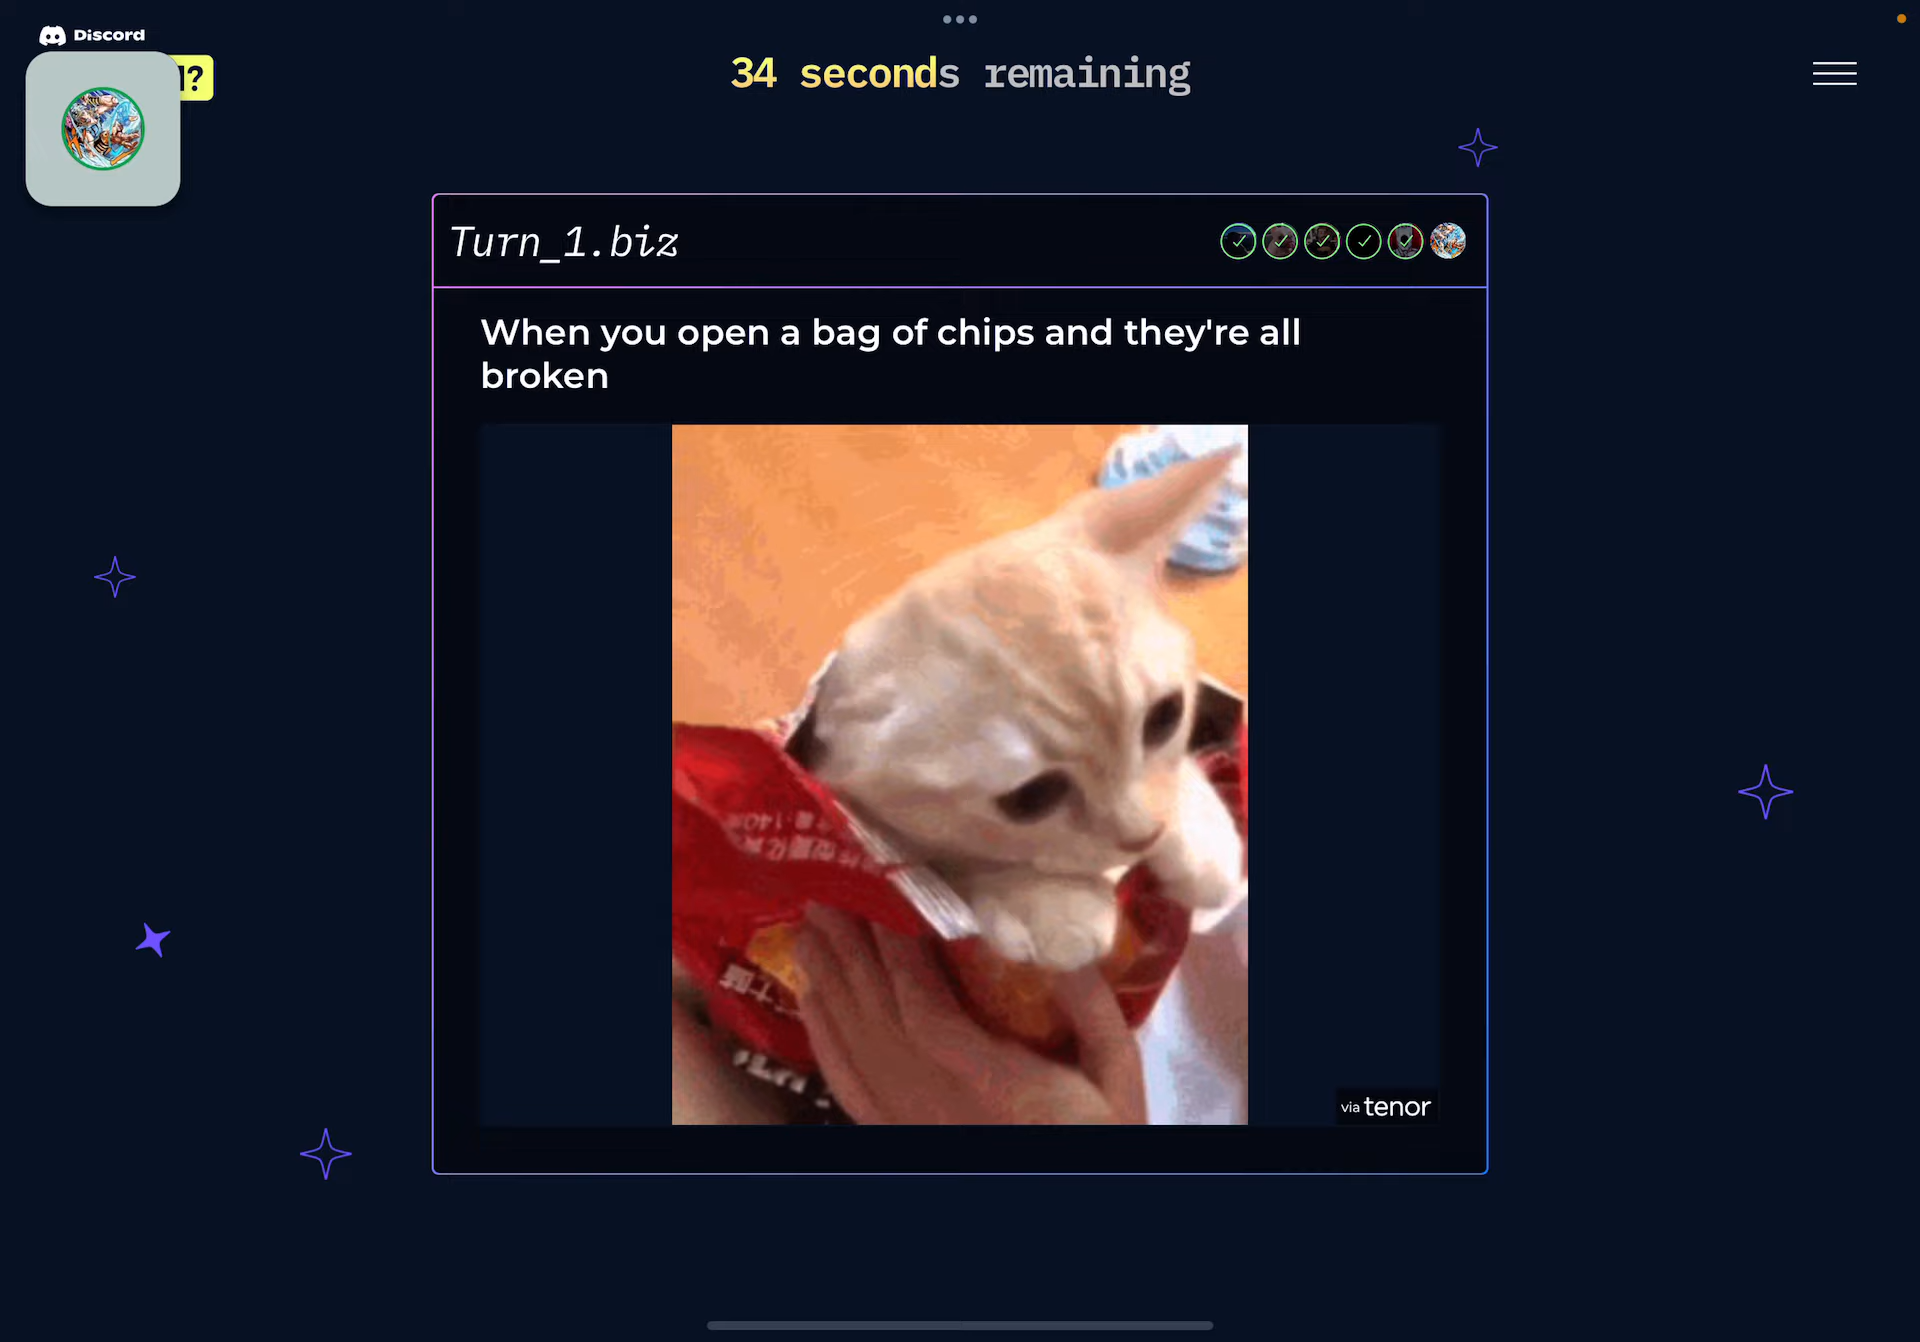 Discord
?
34 seconds remaining
Turn_1.biz
When you open a bag of chips and they're all
broken
via tenor